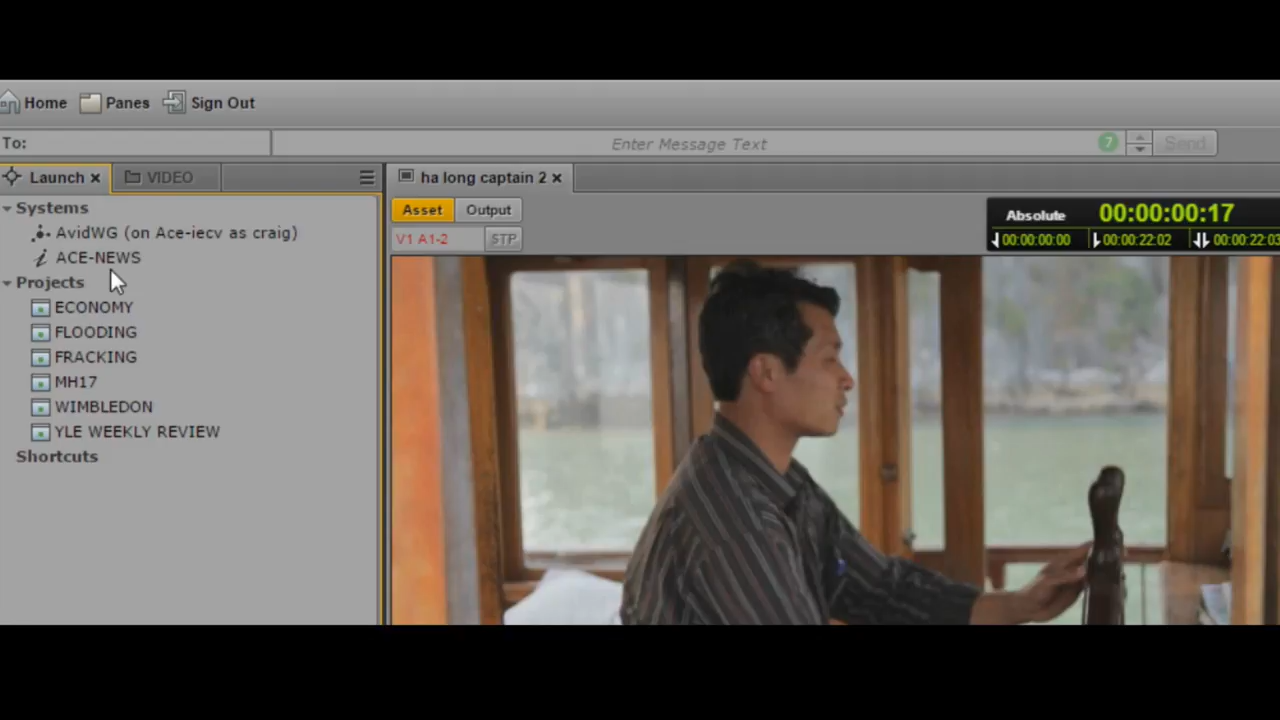 Home Panes Sign Out
To: Enter Message Text 7 Send
Launch VIDEO ha long captain 2
Systems
AvidWG (on Ace-iecv as craig)
ACE-NEWS
Projects
ECONOMY
FLOODING
FRACKING
MH17
WIMBLEDON
YLE WEEKLY REVIEW
Shortcuts
Asset Output
V1 A1-2 STP
Absolute 00:00:00:17
00:00:00:00 00:00:22:02 00:00:22:03